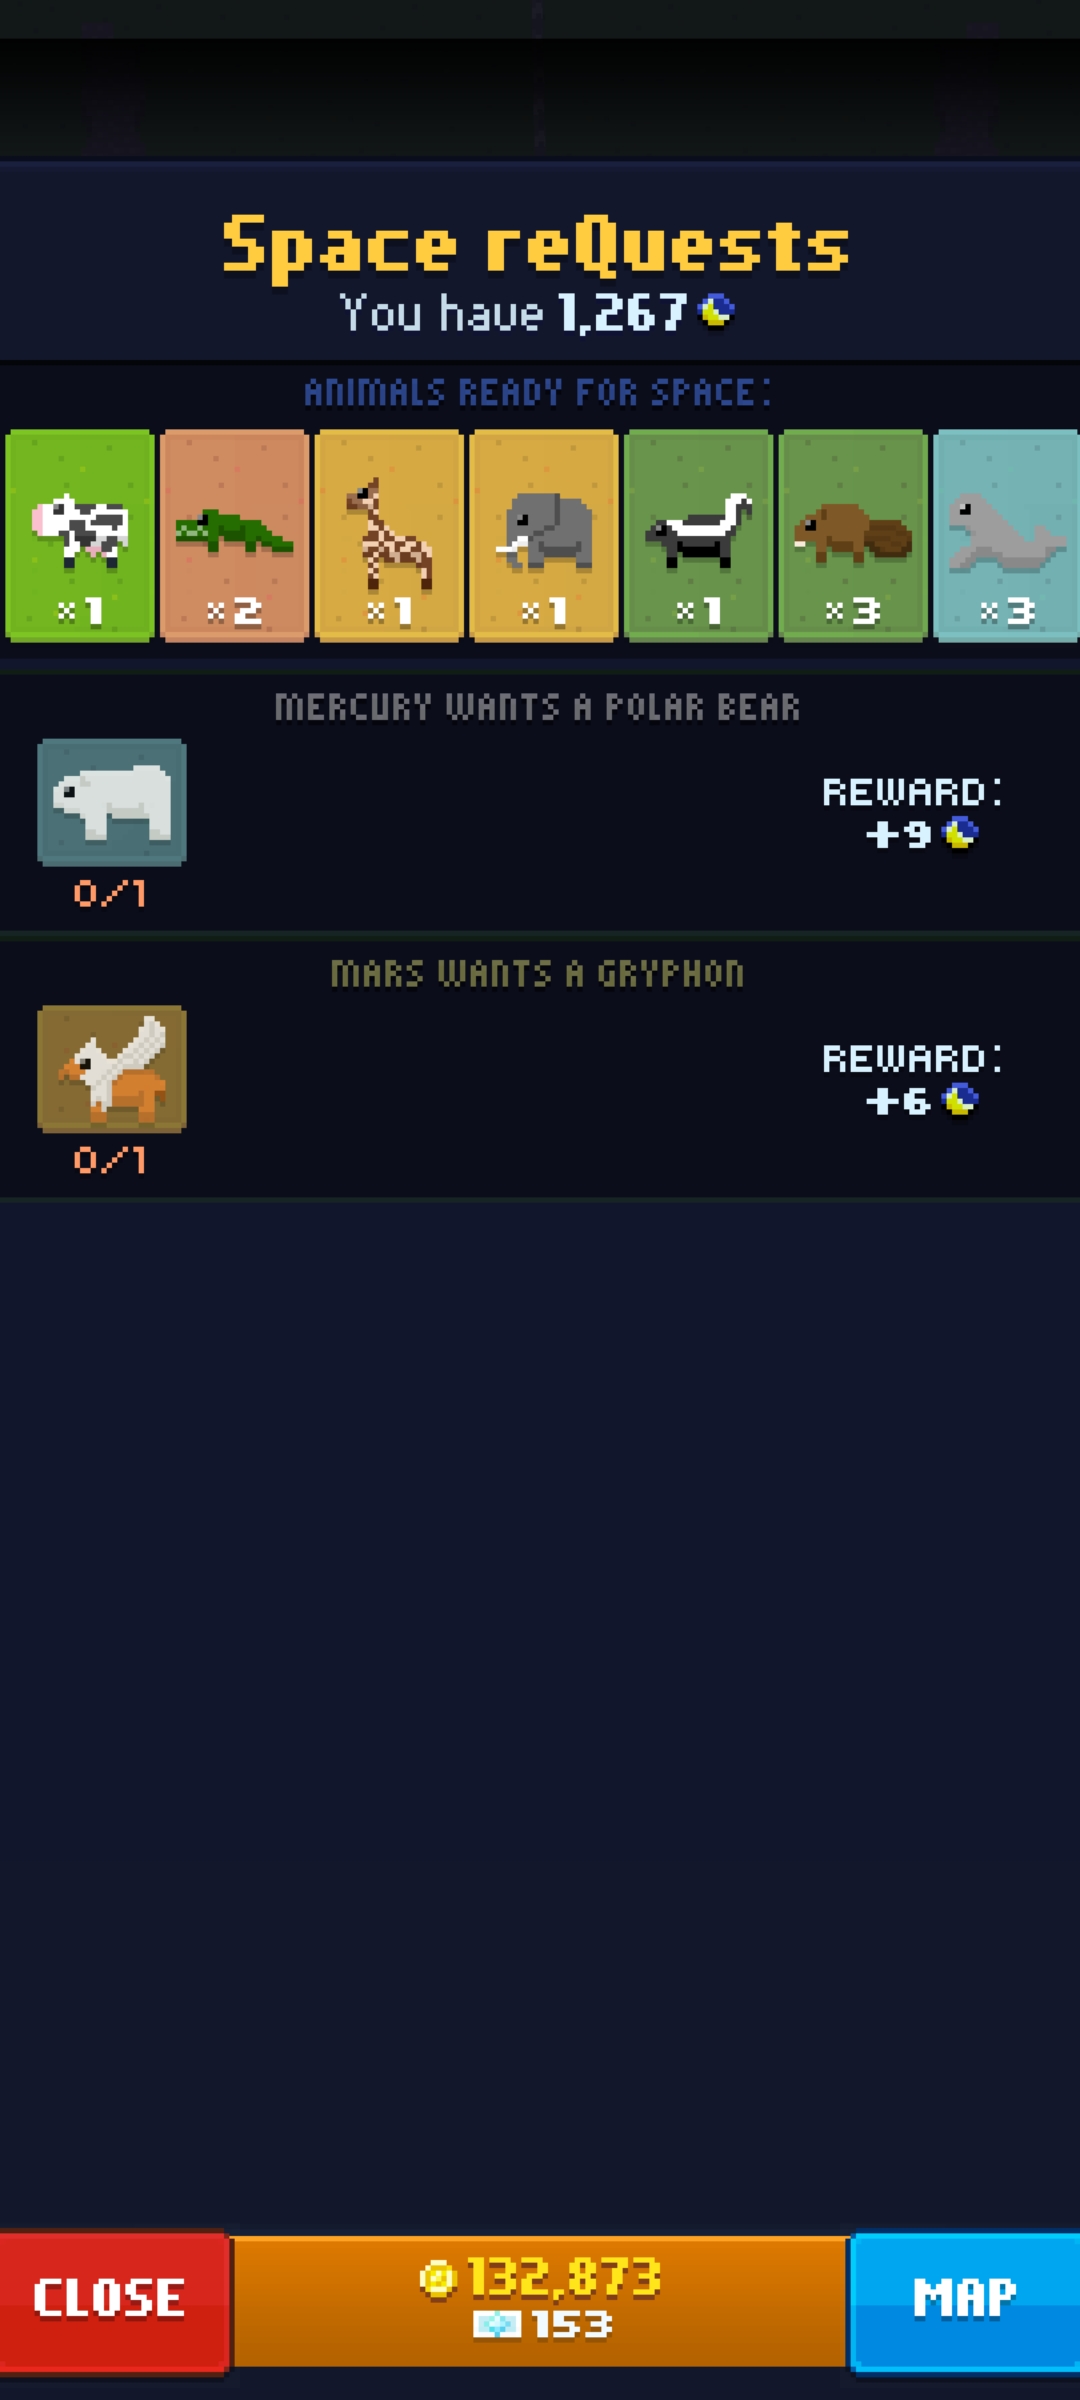 Space reQuests
You have 1,267
ANIMALS READY FOR SPACE:
×1 ×2 ×1 ×1 ×1 ×3 ×3
MERCURY WANTS A POLAR BEAR
REWARD:
+9
0/1
MARS WANTS A GRYPHON
REWARD:
+6
0/1
132,873
CLOSE
MAP
153